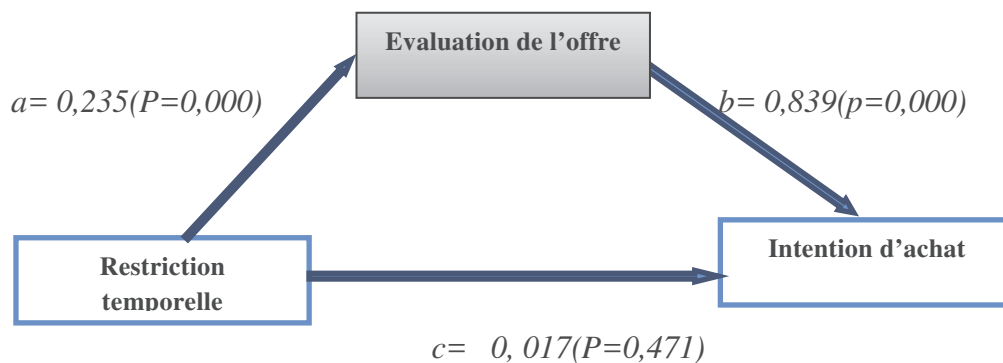 Evaluation de l’offre
a= 0,235(P=0,000)
b= 0,839(p=0,000)
Restriction
temporelle
Intention d’achat
c= 0, 017(P=0,471)